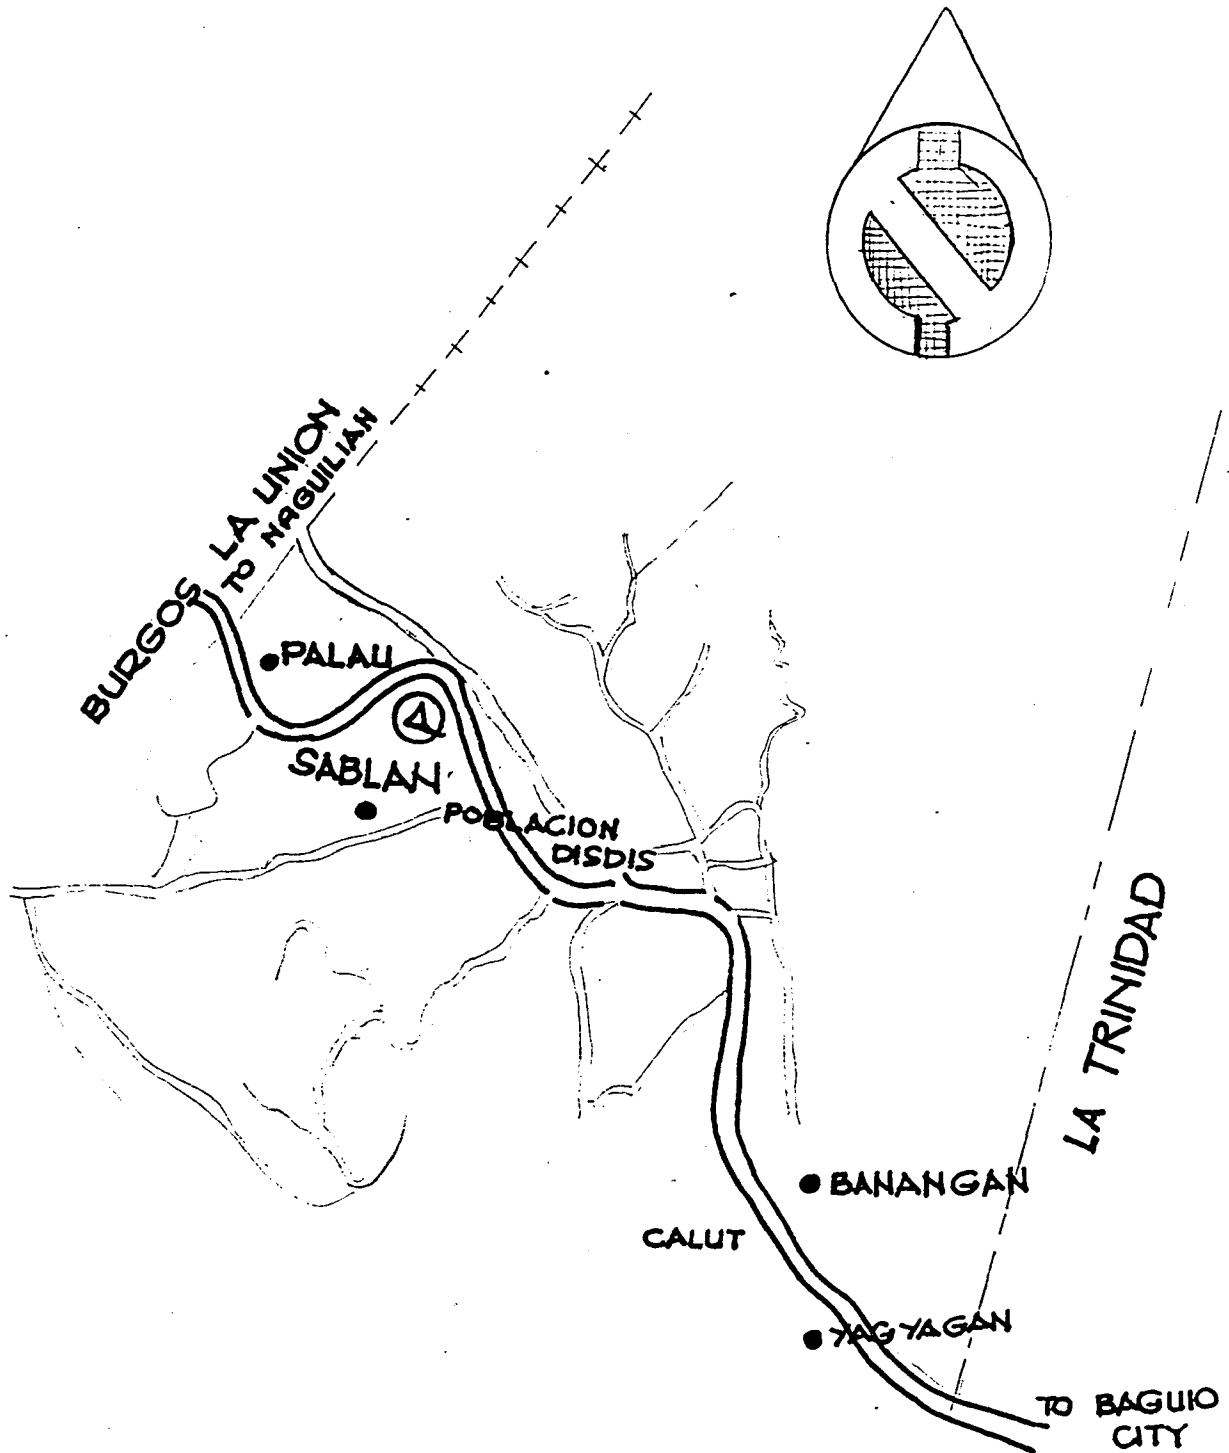 BURGOS LA UNION
TO NAGUILIAN
PALAU
SABLAN
POBLACION
DISDIS
LA TRINIDAD
BANANGAN
CALUT
YAGYAGAN
TO BAGUIO
CITY